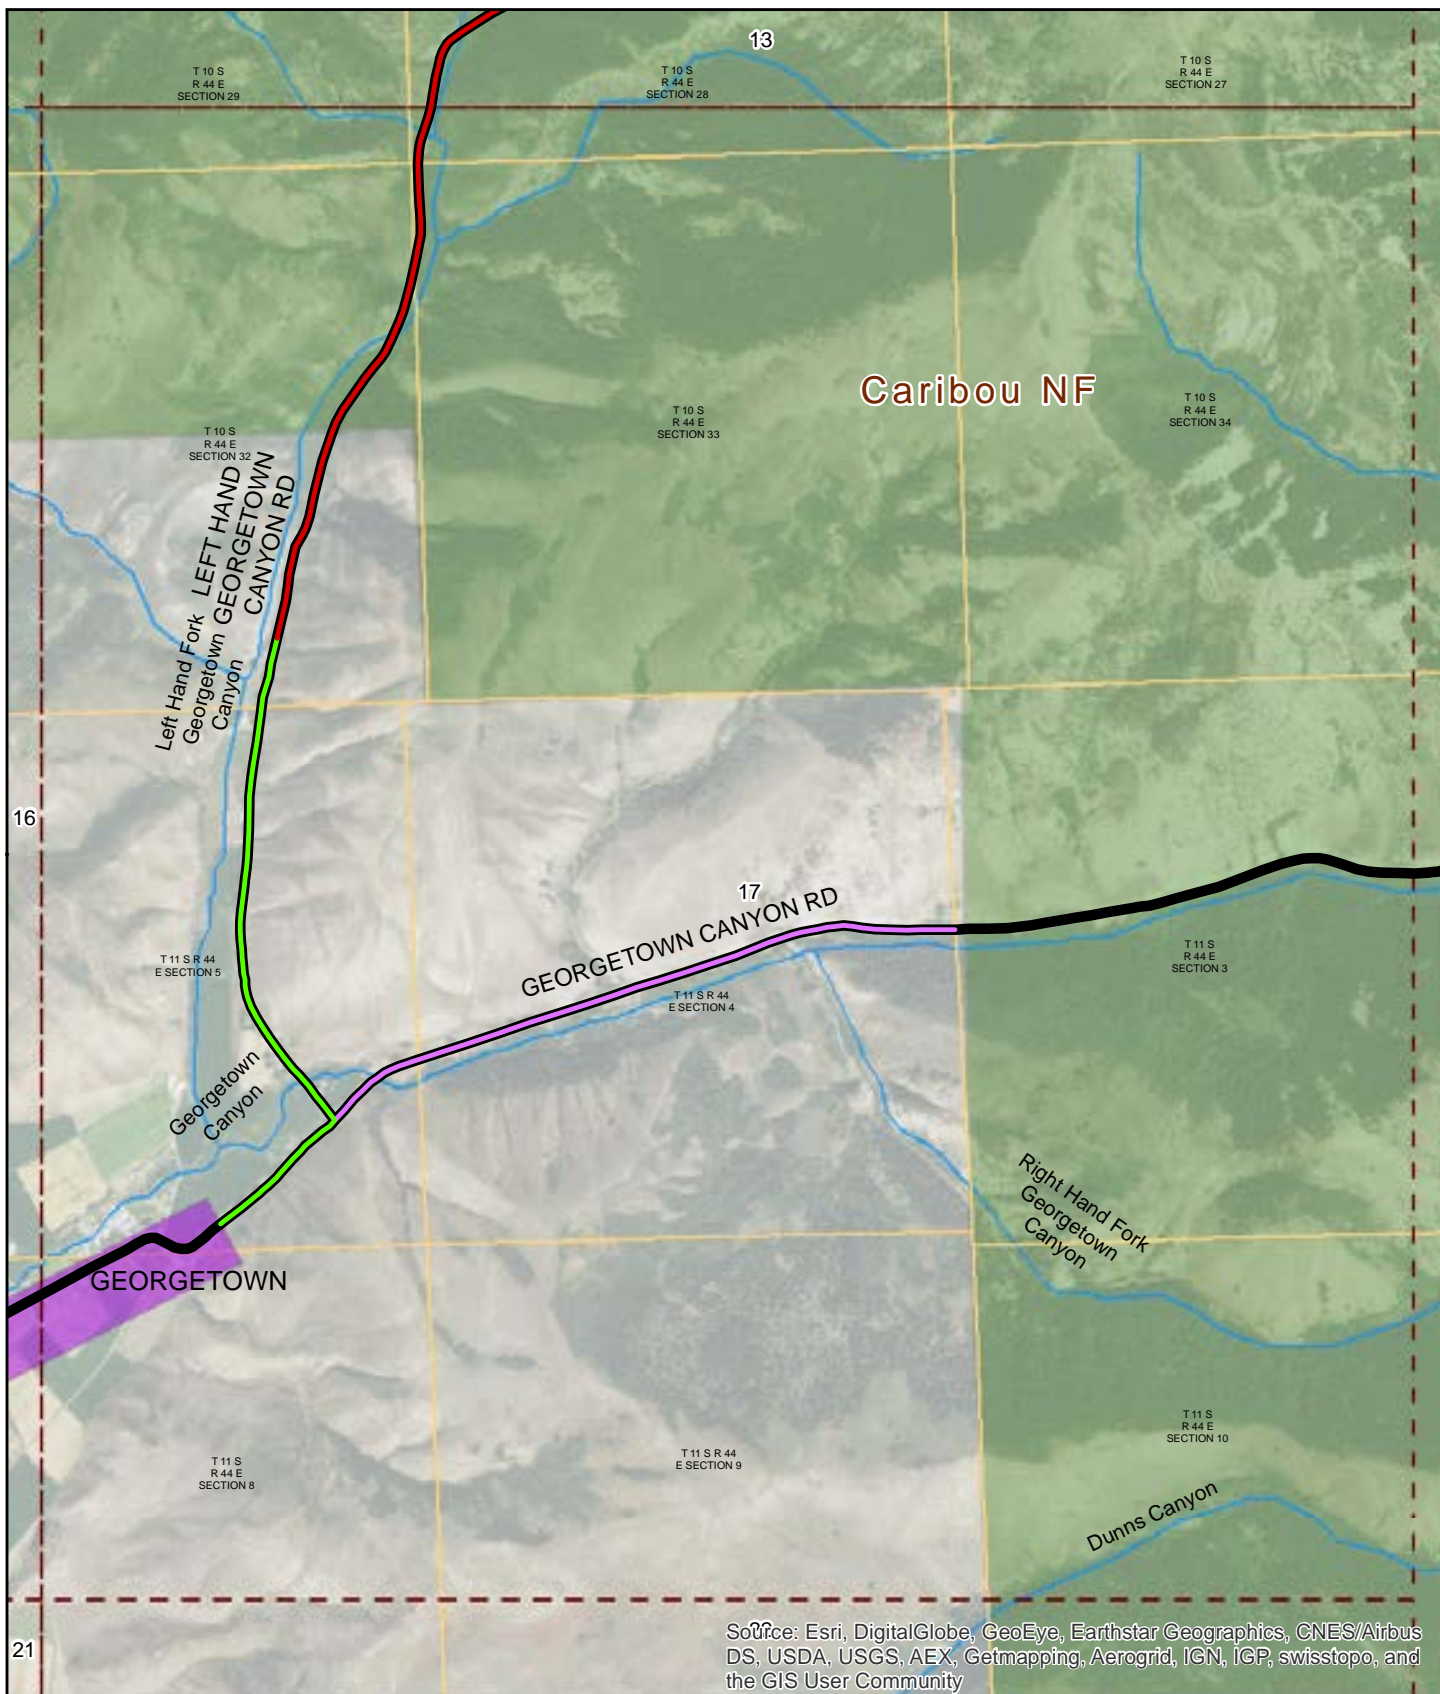 13
T 10 S
R 44 E
SECTION 29
T 10 S
R 44 E
SECTION 28
T 10 S
R 44 E
SECTION 27
Caribou NF
T 10 S
R 44 E
SECTION 32
T 10 S
R 44 E
SECTION 33
T 10 S
R 44 E
SECTION 34
LEFT HAND
GEORGETOWN
CANYON RD
Left Hand Fork
Georgetown
Canyon
16
17
GEORGETOWN CANYON RD
T 11 S R 44
E SECTION 5
T 11 S R 44
E SECTION 4
T 11 S
R 44 E
SECTION 3
Georgetown
Canyon
Right Hand Fork
Georgetown
Canyon
GEORGETOWN
T 11 S
R 44 E
SECTION 8
T 11 S R 44
E SECTION 9
T 11 S
R 44 E
SECTION 10
Dunns Canyon
21
Source: Esri, DigitalGlobe, GeoEye, Earthstar Geographics, CNES/Airbus
DS, USDA, USGS, AEX, Getmapping, Aerogrid, IGN, IGP, swisstopo, and
the GIS User Community